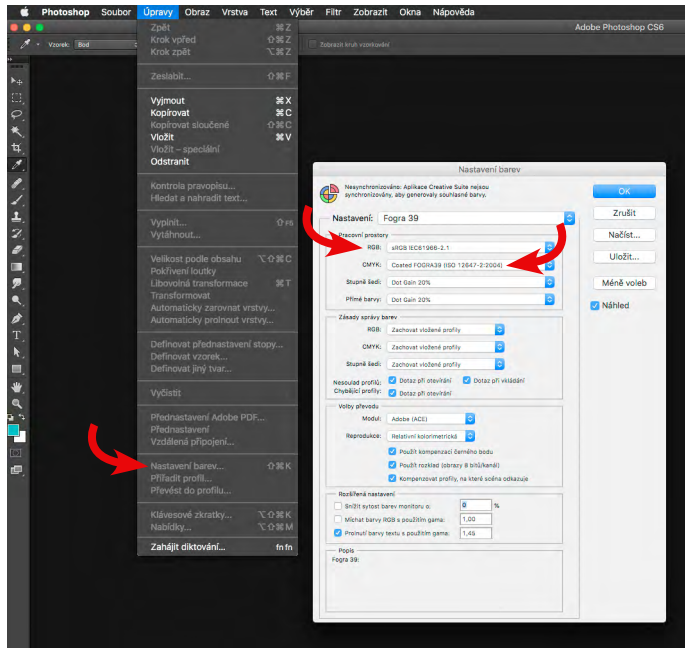 Photoshop Soubor Úpravy Obraz Vrstva Text Výběr Filtr Zobrazit Okna Nápověda
Adobe Photoshop CS6
Vzorek: Bod
Zobrazit kruh vzorkování
Zpět ⌘Z
Krok vpřed ⇧⌘Z
Krok zpět ⌥⌘Z
Zeslabit... ⇧⌘F
Vyjmout ⌘X
Kopírovat ⌘C
Kopírovat sloučené ⇧⌘C
Vložit ⌘V
Vložit – speciální
Odstranit
Kontrola pravopisu...
Hledat a nahradit text...
Vyplnit... ⇧F5
Vytáhnout...
Velikost podle obsahu ⌥⇧⌘C
Pokřivení loutky
Libovolná transformace ⌘T
Transformovat
Automaticky zarovnat vrstvy...
Automaticky prolnout vrstvy...
Definovat přednastavení stopy...
Definovat vzorek...
Definovat jiný tvar...
Vyčistit
Přednastavení Adobe PDF...
Přednastavení
Vzdálená připojení...
Nastavení barev... ⇧⌘K
Přiřadit profil...
Převést do profilu...
Klávesové zkratky... ⌥⇧⌘K
Nabídky... ⌥⇧⌘M
Zahájit diktování... fn fn
Nastavení barev
Nesynchronizováno: Aplikace Creative Suite nejsou
synchronizovány, aby generovaly souhlasné barvy.
Nastavení: Fogra 39
Pracovní prostory
RGB: sRGB IEC61966-2.1
CMYK: Coated FOGRA39 (ISO 12647-2:2004)
Stupně šedi: Dot Gain 20%
Přímé barvy: Dot Gain 20%
Zásady správy barev
RGB: Zachovat vložené profily
CMYK: Zachovat vložené profily
Stupně šedi: Zachovat vložené profily
Nesoulad profilů: Dotaz při otevírání Dotaz při vkládání
Chybějící profily: Dotaz při otevírání
Volby převodu
Modul: Adobe (ACE)
Reprodukce: Relativní kolorimetrická
Použít kompenzaci černého bodu
Použít rozklad (obrazy 8 bitů/kanál)
Kompenzovat profily, na které scéna odkazuje
Rozšířená nastavení
Snížit sytost barev monitoru o: 0 %
Míchat barvy RGB s použitím gama: 1,00
Prolnutí barvy textu s použitím gama: 1,45
Popis
Fogra 39:
OK
Zrušit
Načíst...
Uložit...
Méně voleb
Náhled